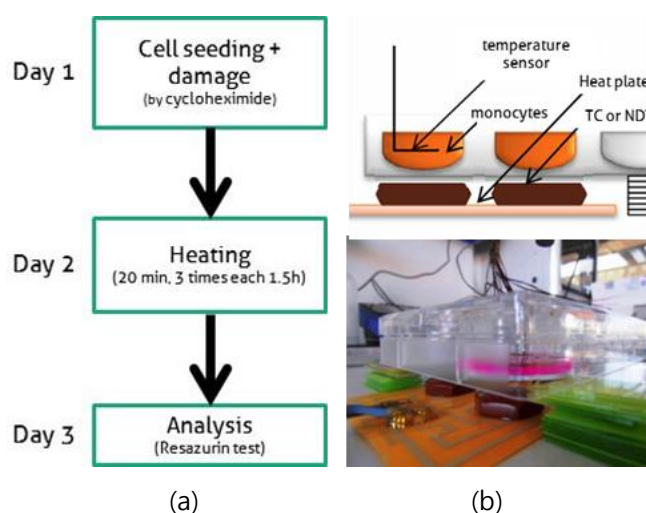 Day 1
Cell seeding +
damage
(by cycloheximide)
Day 2
Heating
(20 min, 3 times each 1.5h)
Day 3
Analysis
(Resazurin test)
(a)
temperature
sensor
Heat plate
monocytes
TC or NDT
(b)